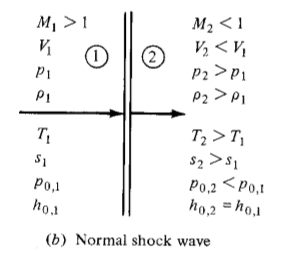 M₁ > 1
V₁
p₁
ρ₁
T₁
s₁
p₀,₁
h₀,₁
1
2
M₂ < 1
V₂ < V₁
p₂ > p₁
ρ₂ > ρ₁
T₂ > T₁
s₂ > s₁
p₀,₂ < p₀,₁
h₀,₂ = h₀,₁
(b) Normal shock wave